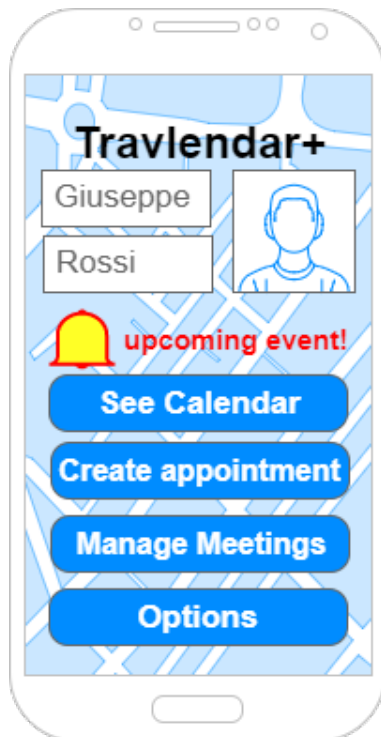 Travlendar+
Giuseppe
Rossi
upcoming event!
See Calendar
Create appointment
Manage Meetings
Options